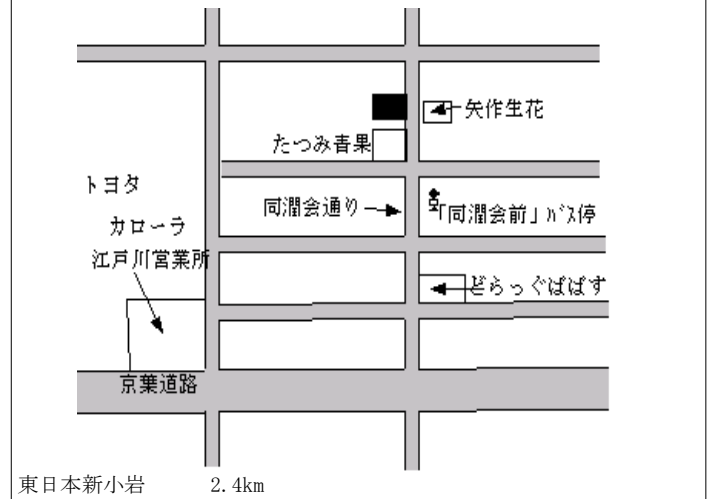 矢作生花
たつみ青果
トヨタ
カローラ
江戸川営業所
同潤会通り
「同潤会前」バス停
どらっぐぱぱす
京葉道路
東日本新小岩 2.4km